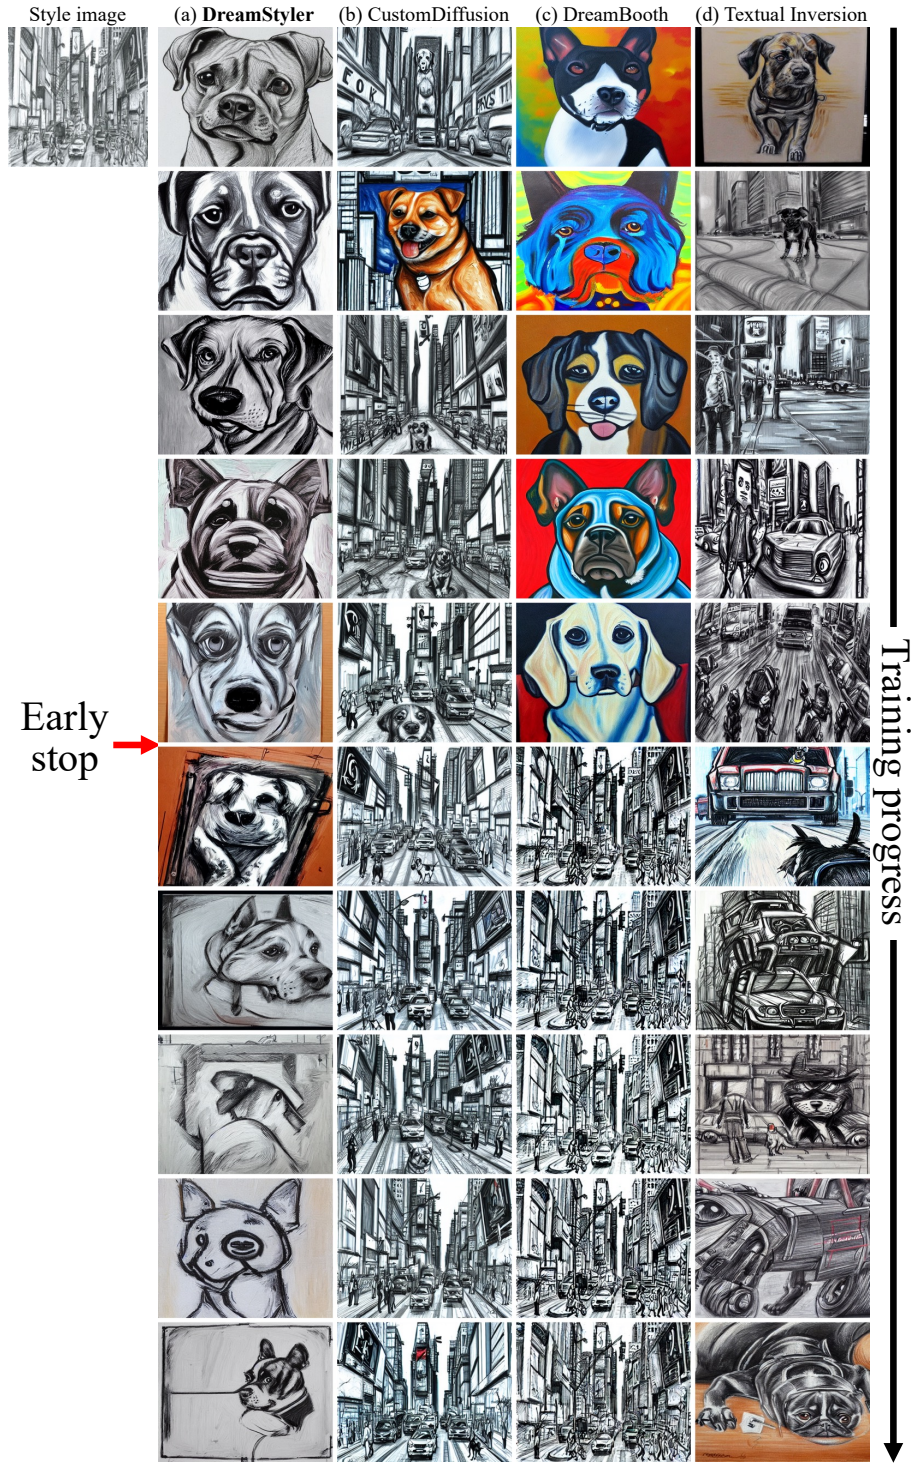 Style image
(a) DreamStyler
(b) CustomDiffusion
(c) DreamBooth
(d) Textual Inversion
Early
stop
Training progress